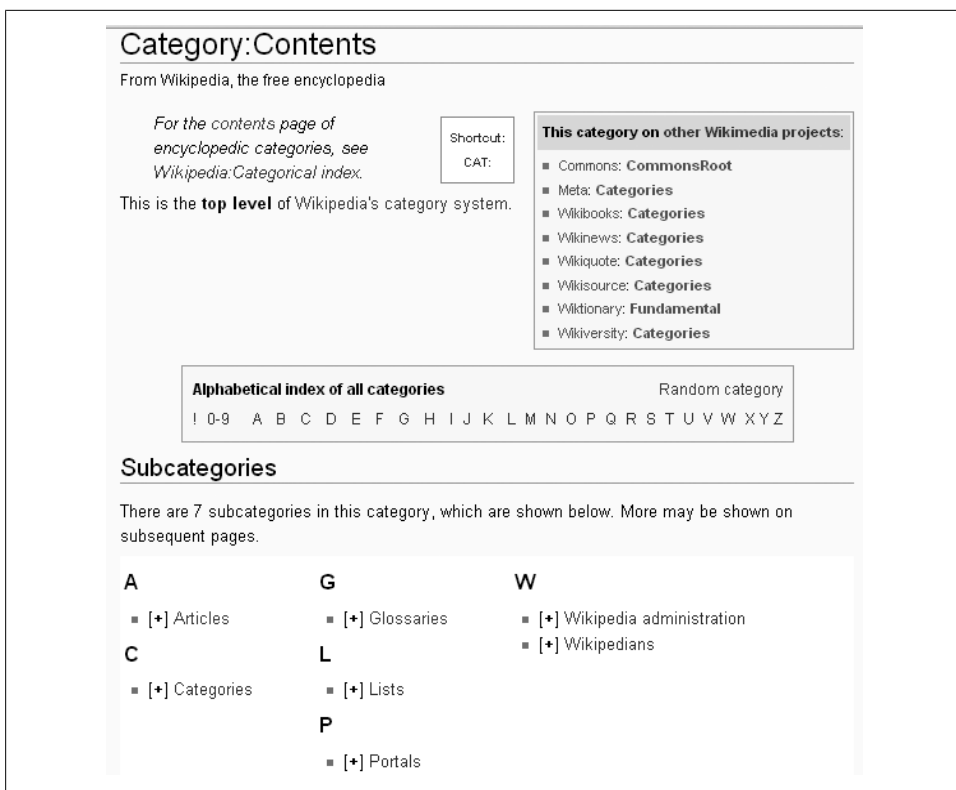 Category:Contents
From Wikipedia, the free encyclopedia
For the contents page of
encyclopedic categories, see
Wikipedia:Categorical index.
Shortcut:
CAT:
This is the top level of Wikipedia's category system.
This category on other Wikimedia projects:
Commons: CommonsRoot
Meta: Categories
Wikibooks: Categories
Wikinews: Categories
Wikiquote: Categories
Wikisource: Categories
Wiktionary: Fundamental
Wikiversity: Categories
Alphabetical index of all categories Random category
! 0-9 A B C D E F G H I J K L M N O P Q R S T U V W X Y Z
Subcategories
There are 7 subcategories in this category, which are shown below. More may be shown on
subsequent pages.
A
[+] Articles
C
[+] Categories
G
[+] Glossaries
L
[+] Lists
P
[+] Portals
W
[+] Wikipedia administration
[+] Wikipedians